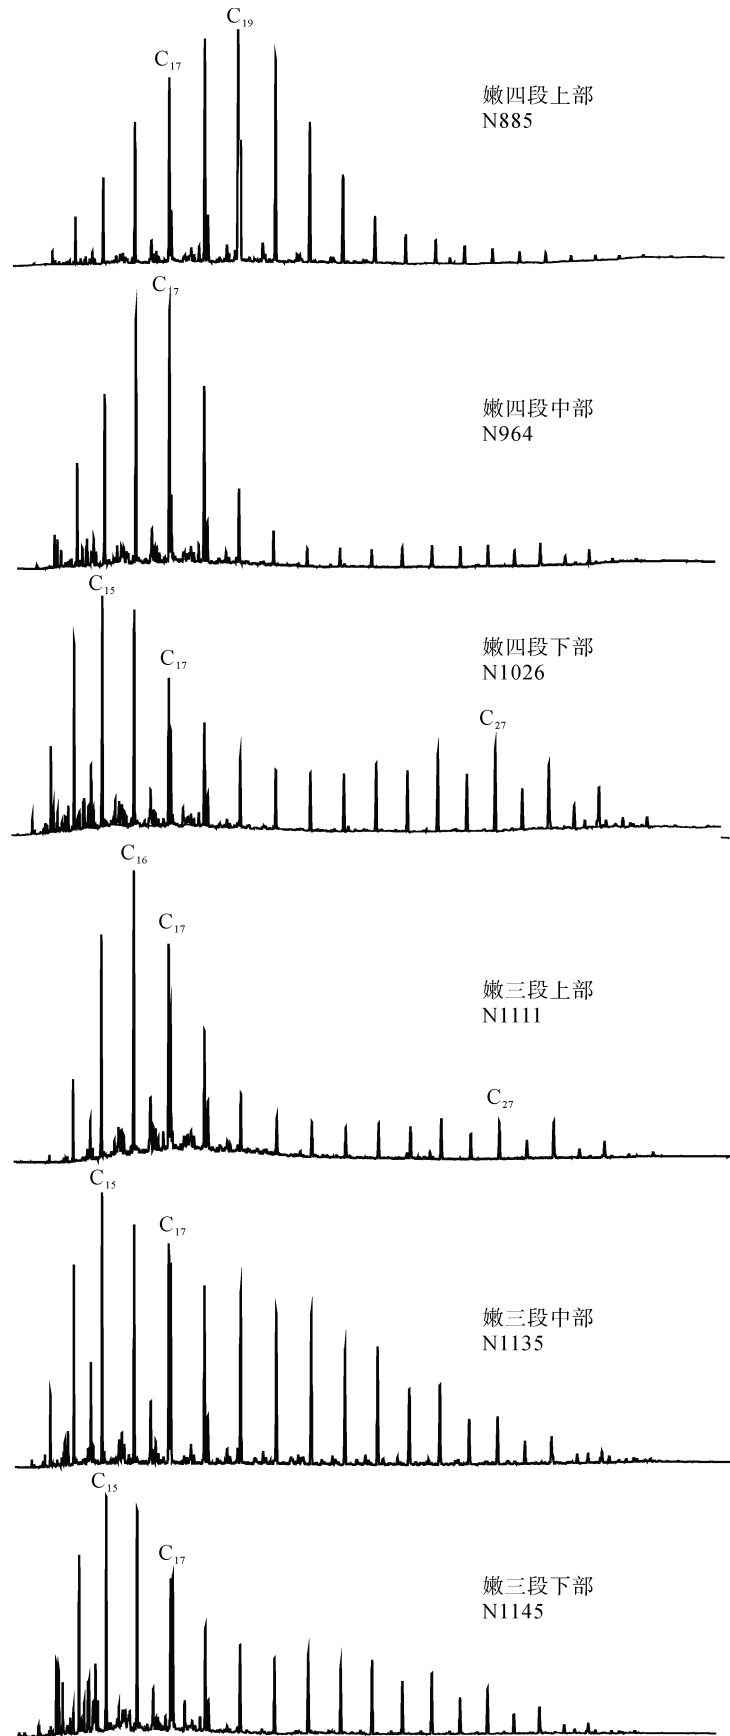 C₁₉
C₁₇
嫩四段上部
N885
C₁₇
嫩四段中部
N964
C₁₅
嫩四段下部
N1026
C₁₇
C₂₇
C₁₆
C₁₇
嫩三段上部
N1111
C₂₇
C₁₅
C₁₇
嫩三段中部
N1135
C₁₅
C₁₇
嫩三段下部
N1145